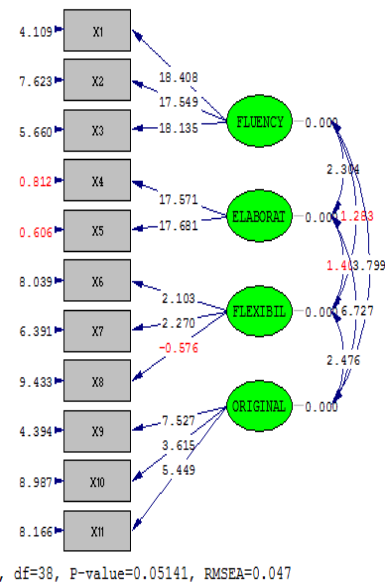 4.109 X1
7.623 X2
18.408
17.549
5.660 X3 18.135 FLUENCY 0.000
2.304
0.812 X4
17.571
0.606 X5 17.681 ELABORAT 0.000
8.039 X6
3.799
2.103
6.391 X7 2.270 FLEXIBIL 0.000 6.727
-0.576
9.433 X8
2.476
4.394 X9 7.527 ORIGINAL 0.000
3.615
5.449
8.987 X10
8.166 X11
, df=38, P-value=0.05141, RMSEA=0.047